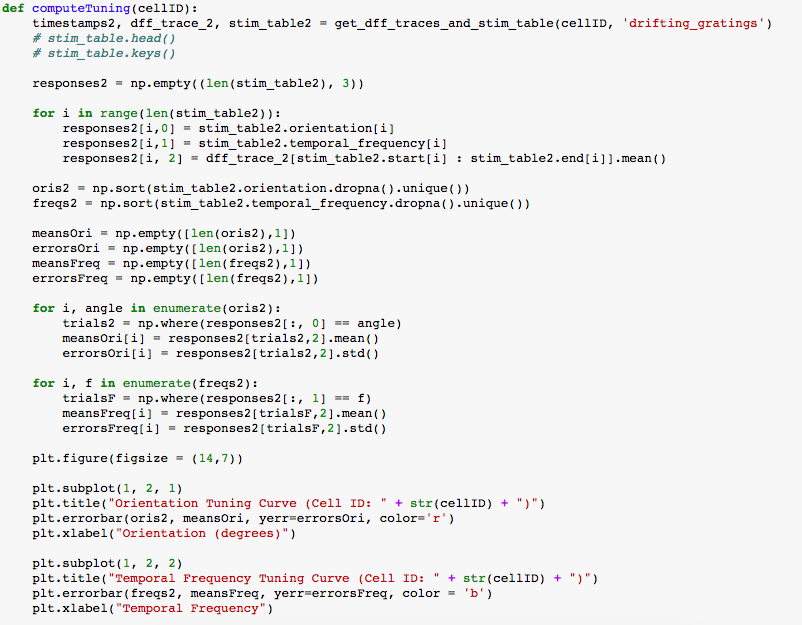 def computeTuning(cellID):
    timestamps2, dff_trace_2, stim_table2 = get_dff_traces_and_stim_table(cellID, 'drifting_gratings')
    # stim_table.head()
    # stim_table.keys()

    responses2 = np.empty((len(stim_table2), 3))

    for i in range(len(stim_table2)):
        responses2[i,0] = stim_table2.orientation[i]
        responses2[i,1] = stim_table2.temporal_frequency[i]
        responses2[i, 2] = dff_trace_2[stim_table2.start[i] : stim_table2.end[i]].mean()

    oris2 = np.sort(stim_table2.orientation.dropna().unique())
    freqs2 = np.sort(stim_table2.temporal_frequency.dropna().unique())

    meansOri = np.empty([len(oris2),1])
    errorsOri = np.empty([len(oris2),1])
    meansFreq = np.empty([len(freqs2),1])
    errorsFreq = np.empty([len(freqs2),1])

    for i, angle in enumerate(oris2):
        trials2 = np.where(responses2[:, 0] == angle)
        meansOri[i] = responses2[trials2,2].mean()
        errorsOri[i] = responses2[trials2,2].std()

    for i, f in enumerate(freqs2):
        trialsF = np.where(responses2[:, 1] == f)
        meansFreq[i] = responses2[trialsF,2].mean()
        errorsFreq[i] = responses2[trialsF,2].std()

    plt.figure(figsize = (14,7))

    plt.subplot(1, 2, 1)
    plt.title("Orientation Tuning Curve (Cell ID: " + str(cellID) + ")")
    plt.errorbar(oris2, meansOri, yerr=errorsOri, color='r')
    plt.xlabel("Orientation (degrees)")

    plt.subplot(1, 2, 2)
    plt.title("Temporal Frequency Tuning Curve (Cell ID: " + str(cellID) + ")")
    plt.errorbar(freqs2, meansFreq, yerr=errorsFreq, color = 'b')
    plt.xlabel("Temporal Frequency")